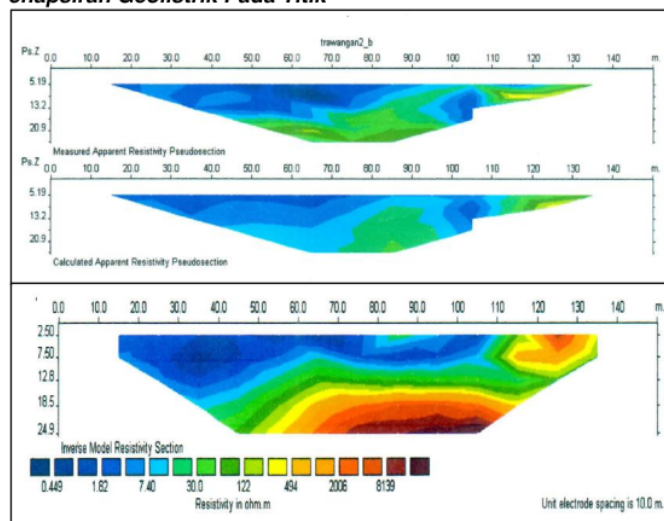 trawangan2_b
Ps.Z 0.0 10.0 20.0 30.0 40.0 50.0 60.0 70.0 80.0 90.0 100 110 120 130 140 m.
5.19
13.2
20.9
Measured Apparent Resistivity Pseudosection
Ps.Z 0.0 10.0 20.0 30.0 40.0 50.0 60.0 70.0 80.0 90.0 100 110 120 130 140 m.
5.19
13.2
20.9
Calculated Apparent Resistivity Pseudosection
0.0 10.0 20.0 30.0 40.0 50.0 60.0 70.0 80.0 90.0 100 110 120 130 140 m.
2.50
7.50
12.8
18.5
24.9
Inverse Model Resistivity Section
0.449 1.62 7.40 30.0 122 494 2006 8139
Resistivity in ohm.m
Unit electrode spacing is 10.0 m.